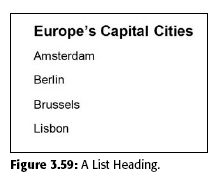 Europe's Capital Cities
Amsterdam
Berlin
Brussels
Lisbon
Figure 3.59: A List Heading.